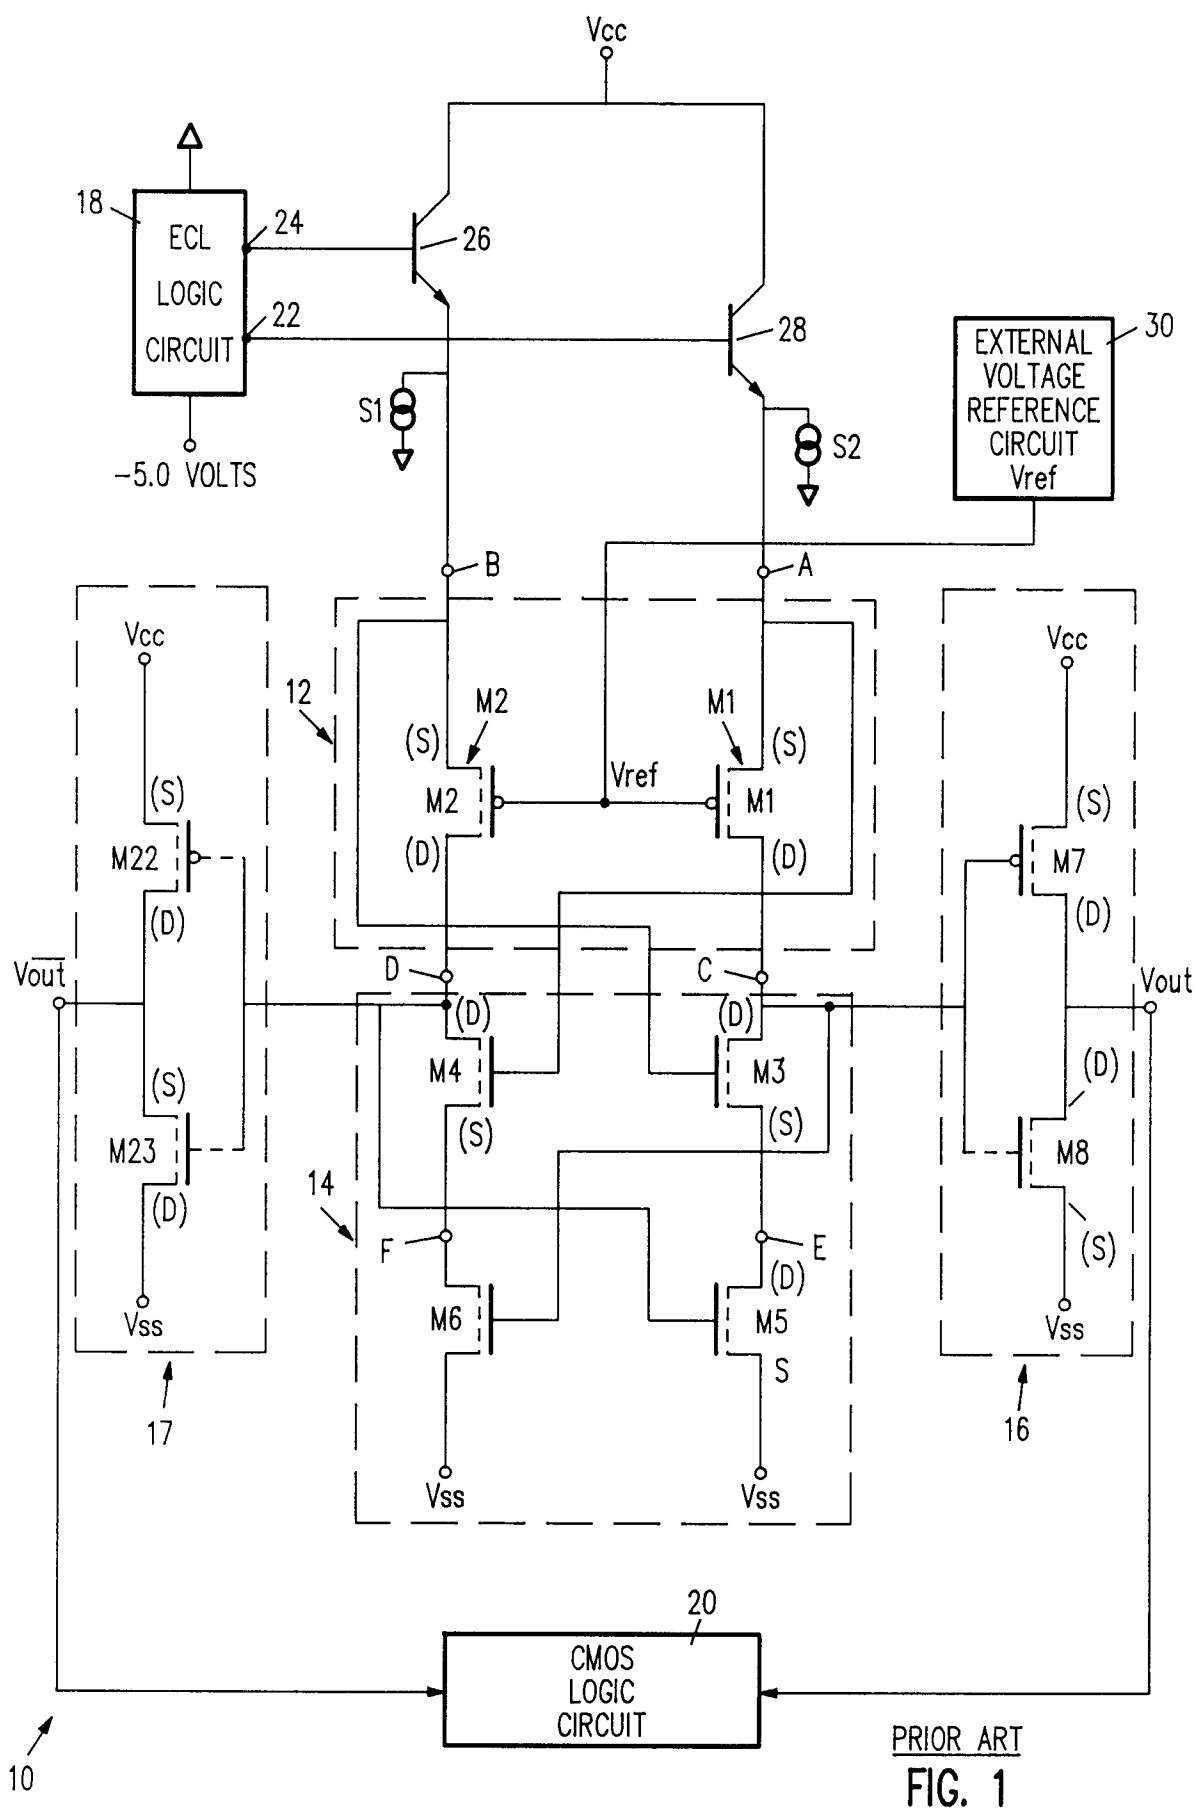 Vcc
18
ECL
LOGIC
CIRCUIT
24
26
22
28
30
EXTERNAL
VOLTAGE
REFERENCE
CIRCUIT
Vref
S1
S2
-5.0 VOLTS
B
A
Vcc
Vcc
12
M2
M1
(S)
(S)
Vref
M2
M1
(S)
(S)
(D)
(D)
M22
M7
(D)
(D)
Vout
D
C
Vout
(D)
(D)
M4
M3
(S)
(D)
(S)
(S)
M23
M8
14
(D)
F
E
(S)
(D)
M6
M5
Vss
Vss
S
17
16
Vss
Vss
20
CMOS
LOGIC
CIRCUIT
10
PRIOR ART
FIG. 1